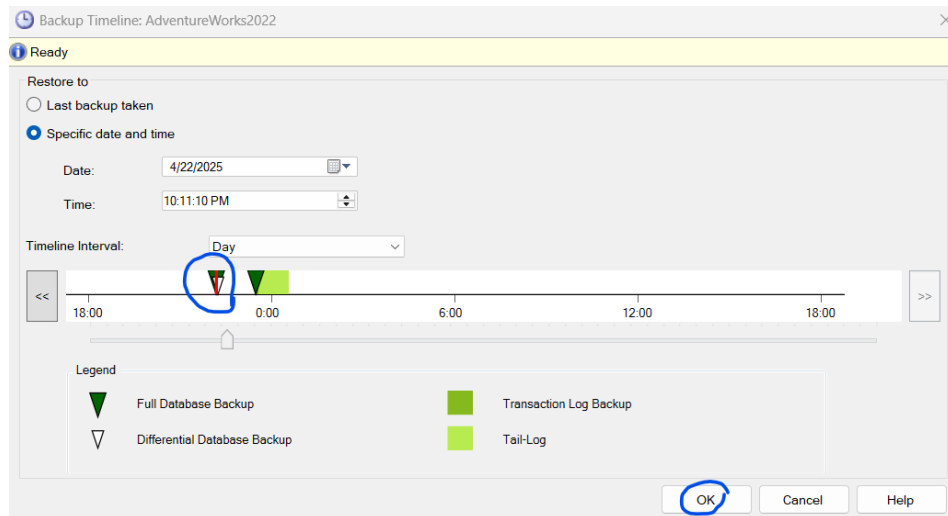 Backup Timeline: AdventureWorks2022
Ready
Restore to
Last backup taken
Specific date and time
Date: 4/22/2025
Time: 10:11:10 PM
Timeline Interval: Day
<< >>
18:00 0:00 6:00 12:00 18:00
Legend
Full Database Backup Transaction Log Backup
Differential Database Backup Tail-Log
OK Cancel Help